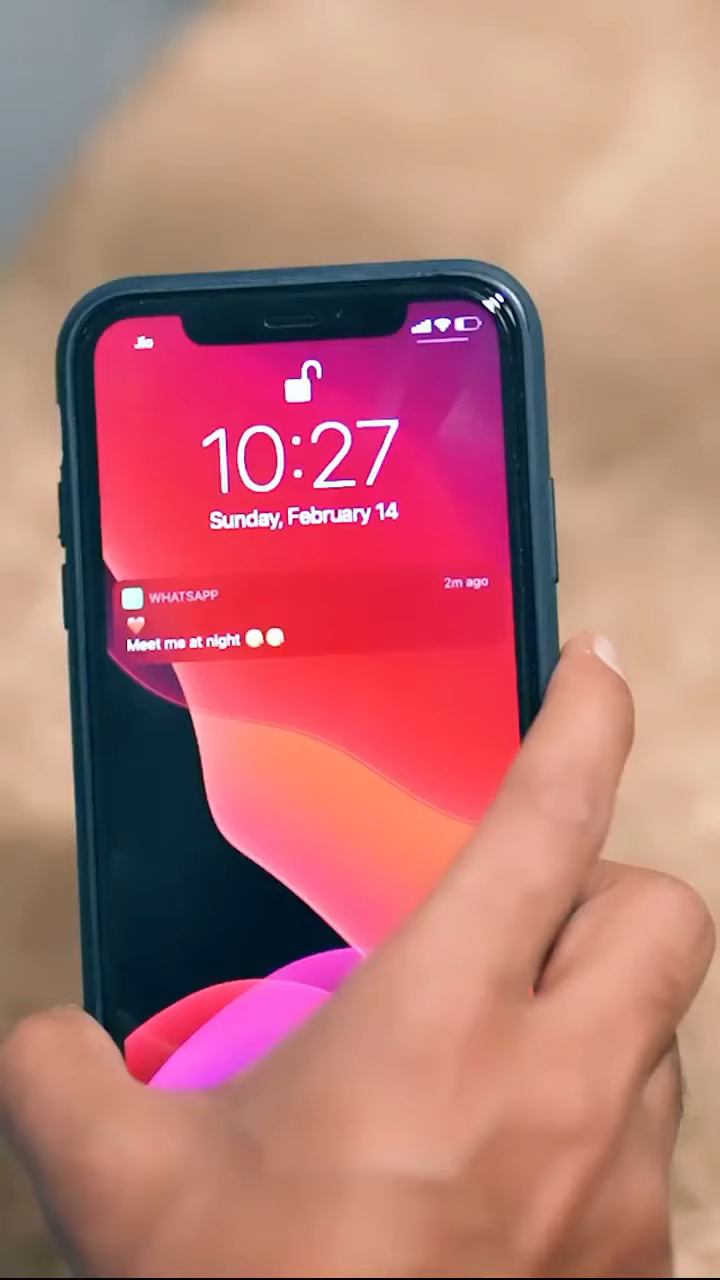 Jio
10:27
Sunday, February 14
WHATSAPP 2m ago
❤️
Meet me at night 😘😘